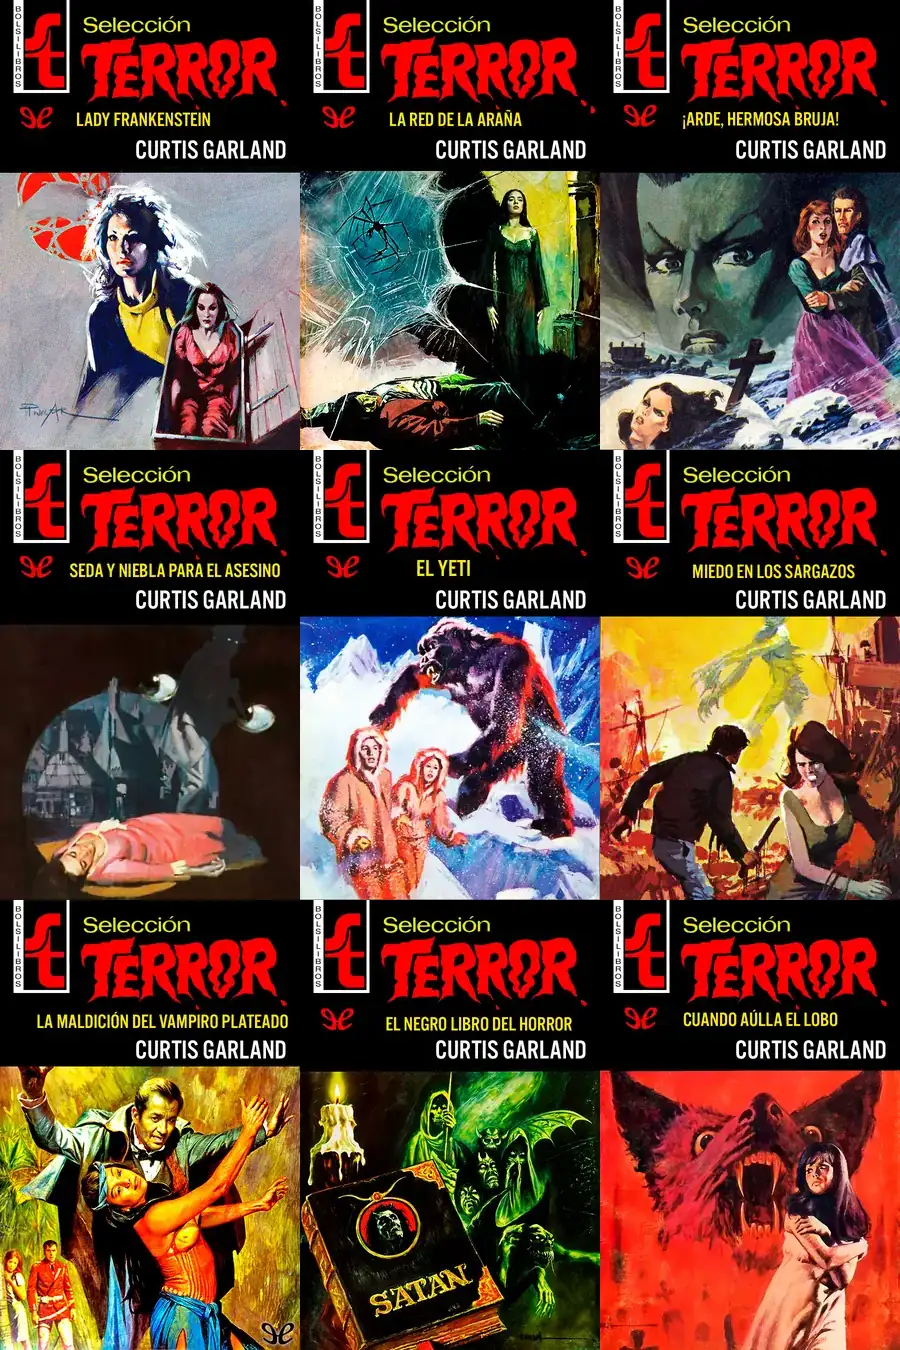 BOLSILIBROS
Selección
TERROR
LADY FRANKENSTEIN
CURTIS GARLAND
BOLSILIBROS
Selección
TERROR
LA RED DE LA ARAÑA
CURTIS GARLAND
BOLSILIBROS
Selección
TERROR
¡ARDE, HERMOSA BRUJA!
CURTIS GARLAND
BOLSILIBROS
Selección
TERROR
SEDA Y NIEBLA PARA EL ASESINO
CURTIS GARLAND
BOLSILIBROS
Selección
TERROR
EL YETI
CURTIS GARLAND
BOLSILIBROS
Selección
TERROR
MIEDO EN LOS SARGAZOS
CURTIS GARLAND
BOLSILIBROS
Selección
TERROR
LA MALDICIÓN DEL VAMPIRO PLATEADO
CURTIS GARLAND
BOLSILIBROS
Selección
TERROR
EL NEGRO LIBRO DEL HORROR
CURTIS GARLAND
SATAN
BOLSILIBROS
Selección
TERROR
CUANDO AÚLLA EL LOBO
CURTIS GARLAND